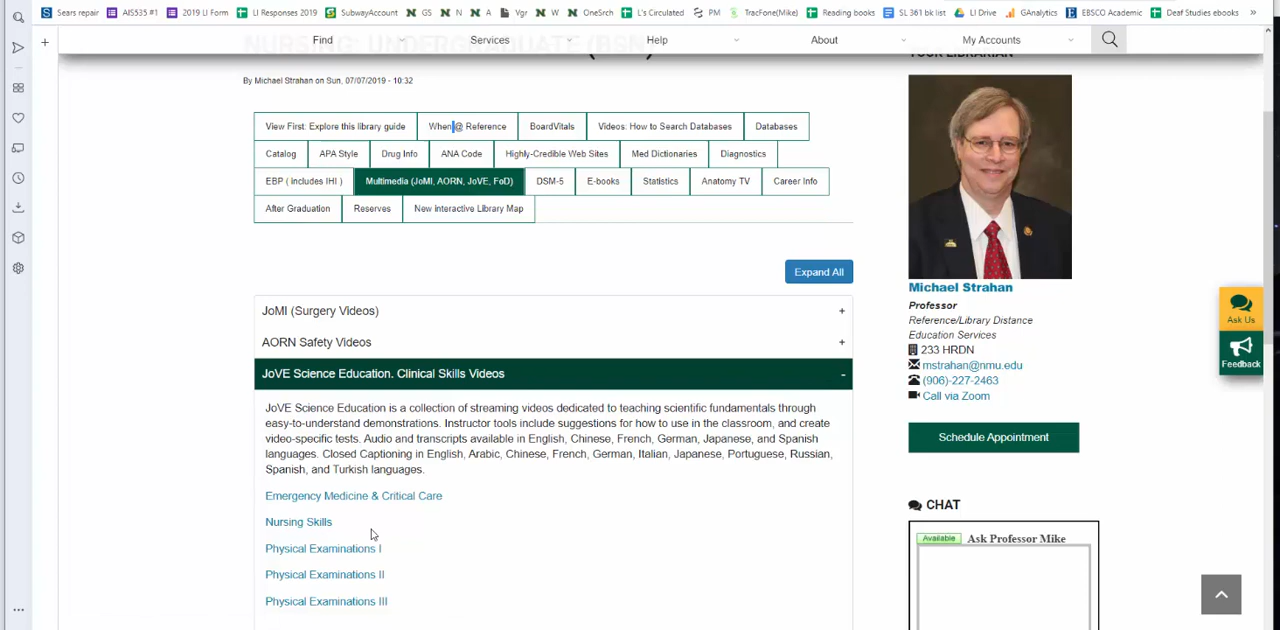 Sears repair
AIS535 #1
2019 LI Form
LI Responses 2019
SubwayAccount
GS
N
A
Vgr
W
OneSrch
L's Circulated
PM
TracFone(Mike)
Reading books
SL 361 bk list
LI Drive
GAnalytics
EBSCO Academic
Deaf Studies ebooks
»
Find
Services
Help
About
My Accounts
NURSING: UNDERGRADUATE (BSN)
YOUR LIBRARIAN
By Michael Strahan on Sun, 07/07/2019 - 10:32
View First: Explore this library guide
When @ Reference
BoardVitals
Videos: How to Search Databases
Databases
Catalog
APA Style
Drug Info
ANA Code
Highly-Credible Web Sites
Med Dictionaries
Diagnostics
EBP ( includes IHI )
Multimedia (JoMI, AORN, JoVE, FoD)
DSM-5
E-books
Statistics
Anatomy TV
Career Info
After Graduation
Reserves
New interactive Library Map
Expand All
JoMI (Surgery Videos) +
AORN Safety Videos +
JoVE Science Education. Clinical Skills Videos -
JoVE Science Education is a collection of streaming videos dedicated to teaching scientific fundamentals through
easy-to-understand demonstrations. Instructor tools include suggestions for how to use in the classroom, and create
video-specific tests. Audio and transcripts available in English, Chinese, French, German, Japanese, and Spanish
languages. Closed Captioning in English, Arabic, Chinese, French, German, Italian, Japanese, Portuguese, Russian,
Spanish, and Turkish languages.
Emergency Medicine & Critical Care
Nursing Skills
Physical Examinations I
Physical Examinations II
Physical Examinations III
Michael Strahan
Professor
Reference/Library Distance
Education Services
233 HRDN
mstrahan@nmu.edu
(906)-227-2463
Call via Zoom
Schedule Appointment
CHAT
Available
Ask Professor Mike
Ask Us
Feedback